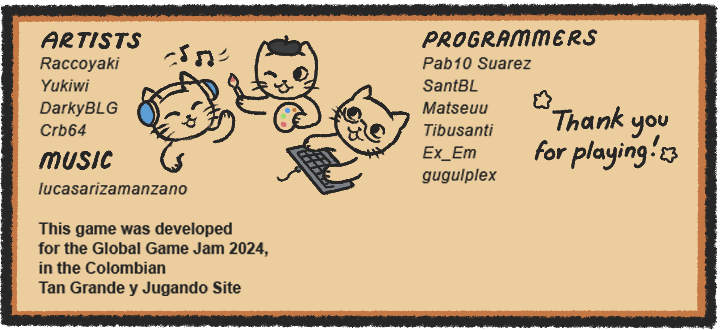 ARTISTS
Raccoyaki
Yukiwi
DarkyBLG
Crb64
MUSIC
lucasarizamanzano
PROGRAMMERS
Pab10 Suarez
SantBL
Matseuu
Tibusanti
Ex_Em
gugulplex
Thank you
for playing!
This game was developed
for the Global Game Jam 2024,
in the Colombian
Tan Grande y Jugando Site